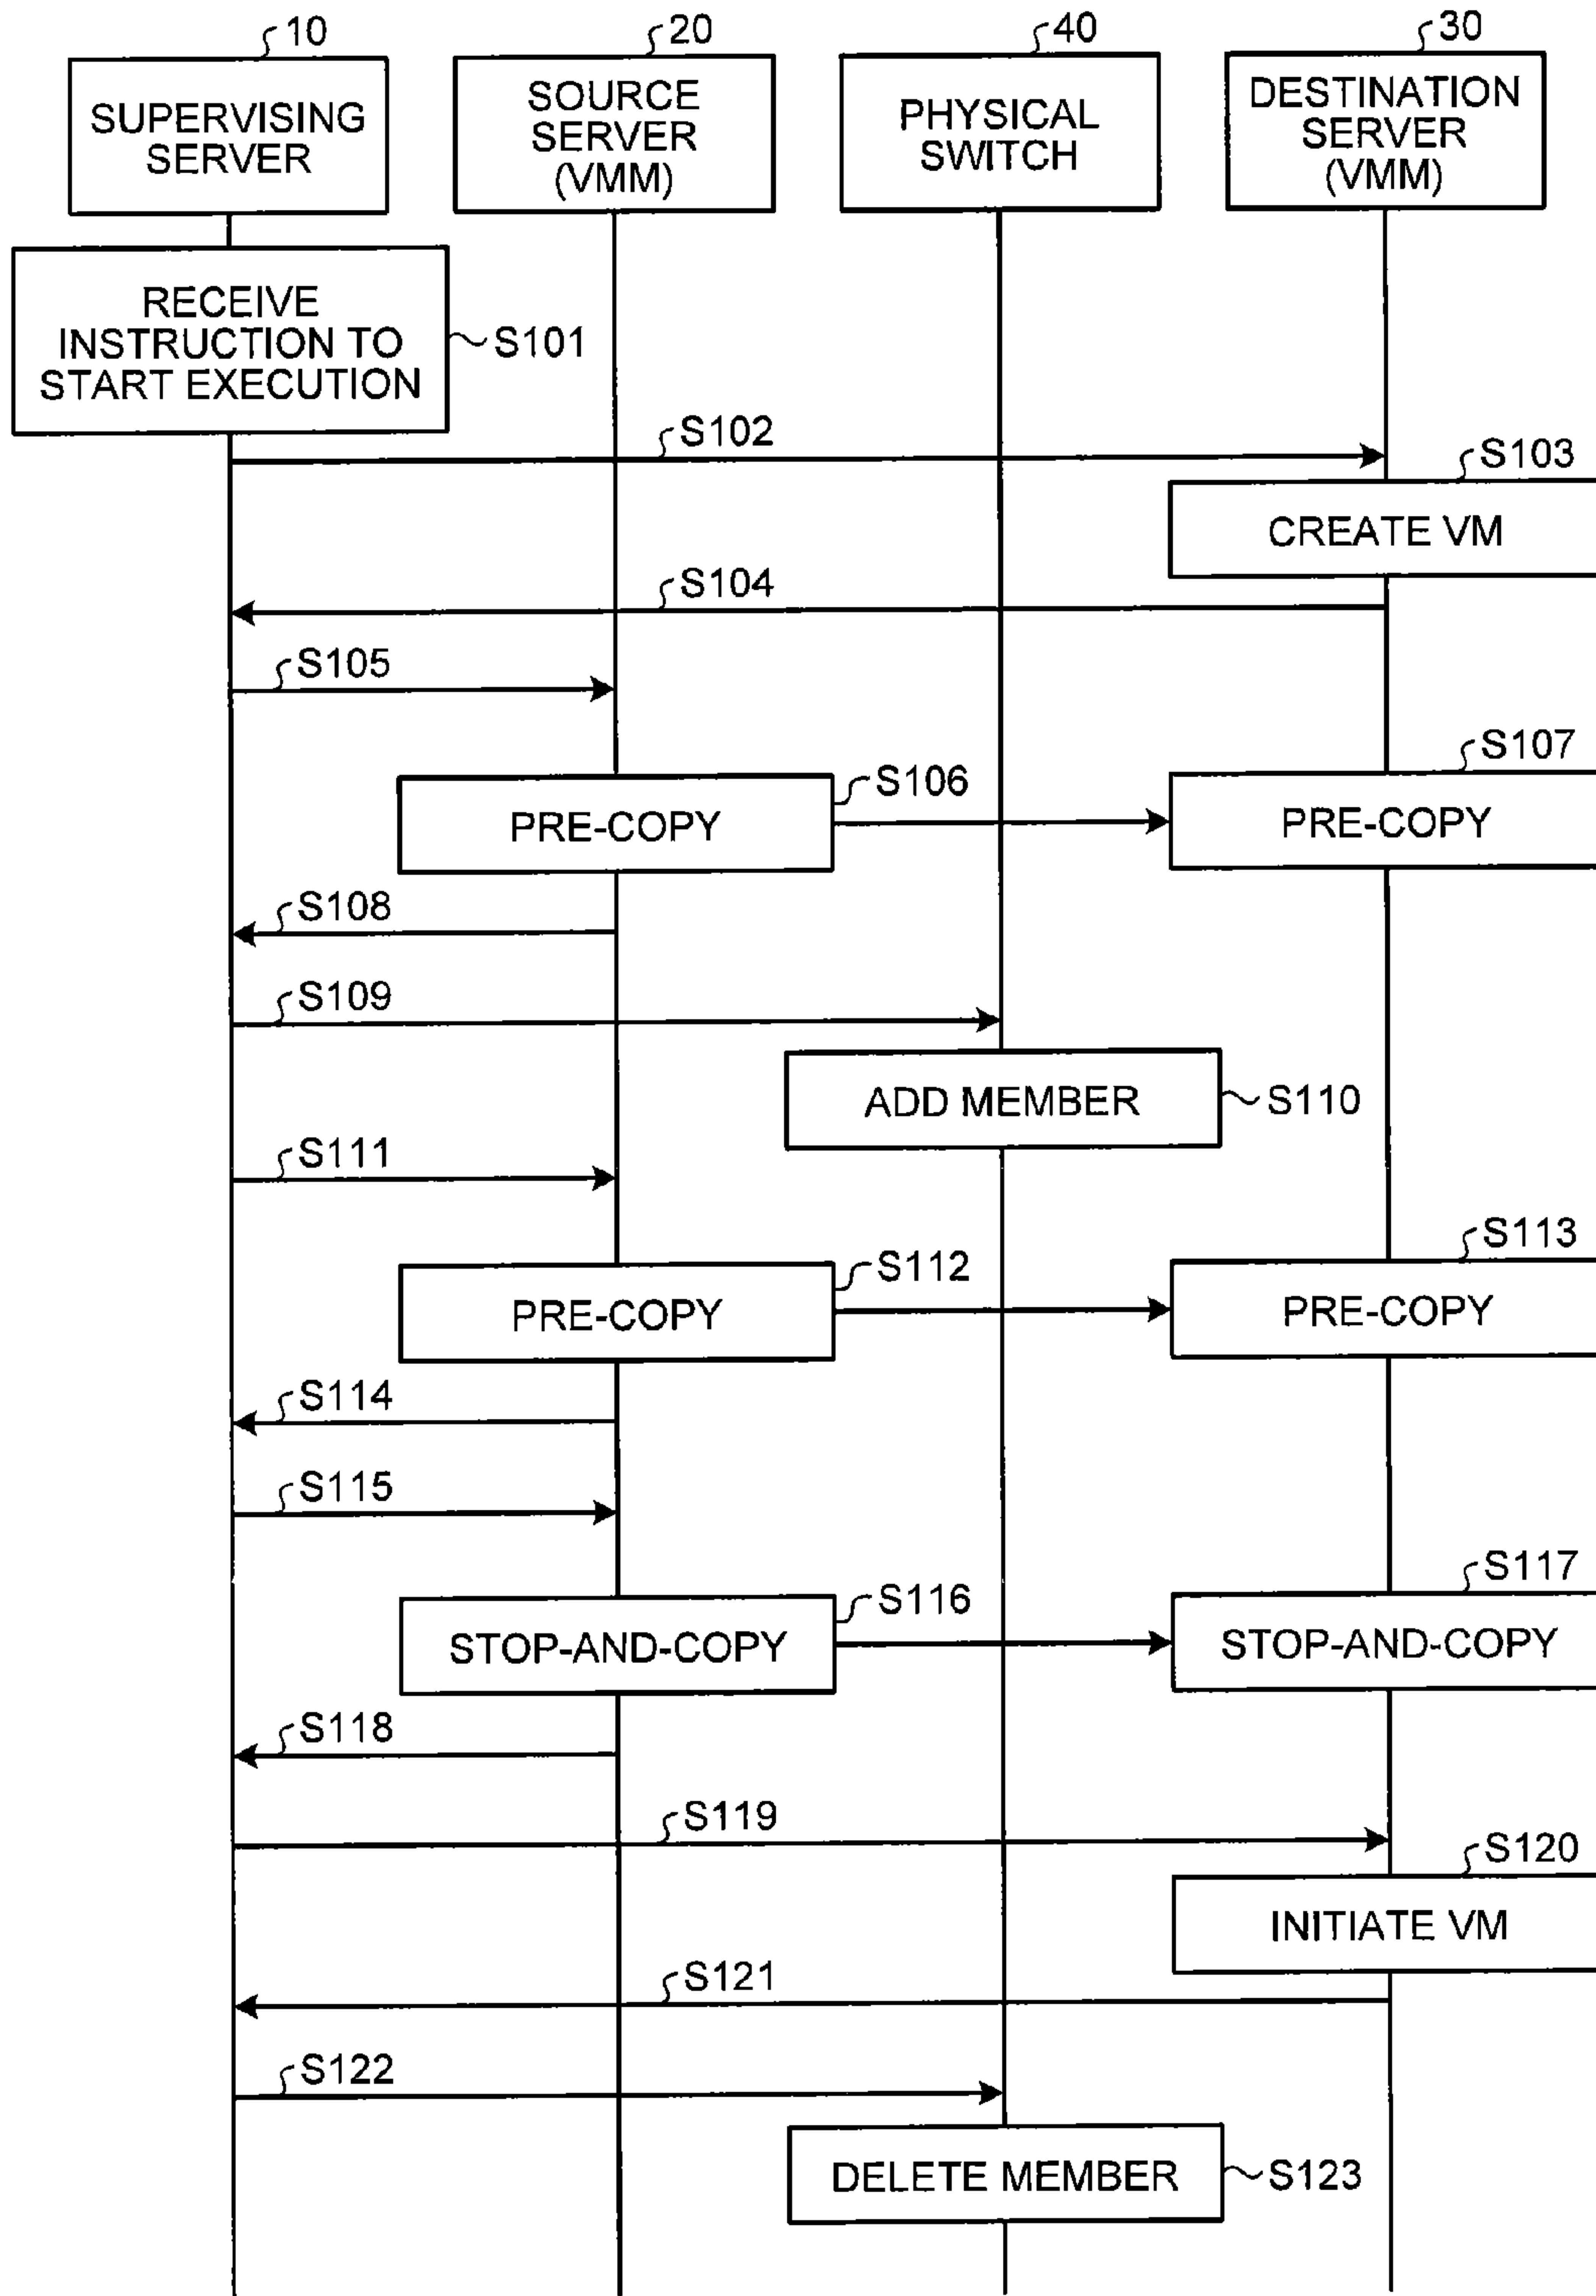 10
20
40
30
SUPERVISING
SERVER
SOURCE
SERVER
(VMM)
PHYSICAL
SWITCH
DESTINATION
SERVER
(VMM)
RECEIVE
INSTRUCTION TO
START EXECUTION
S101
S102
S103
CREATE VM
S104
S105
S106
S107
PRE-COPY
PRE-COPY
S108
S109
ADD MEMBER
S110
S111
S112
S113
PRE-COPY
PRE-COPY
S114
S115
S116
S117
STOP-AND-COPY
STOP-AND-COPY
S118
S119
S120
INITIATE VM
S121
S122
DELETE MEMBER
S123